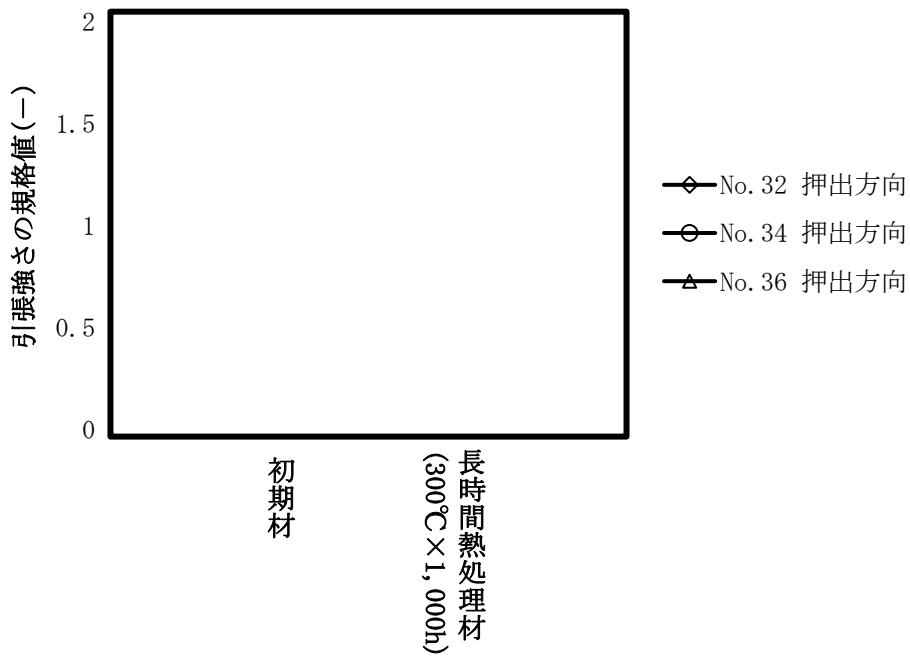 引張強さの規格値(－)
2
1.5
1
0.5
0
初期材
長時間熱処理材
(300℃×1,000h)
No.32 押出方向
No.34 押出方向
No.36 押出方向